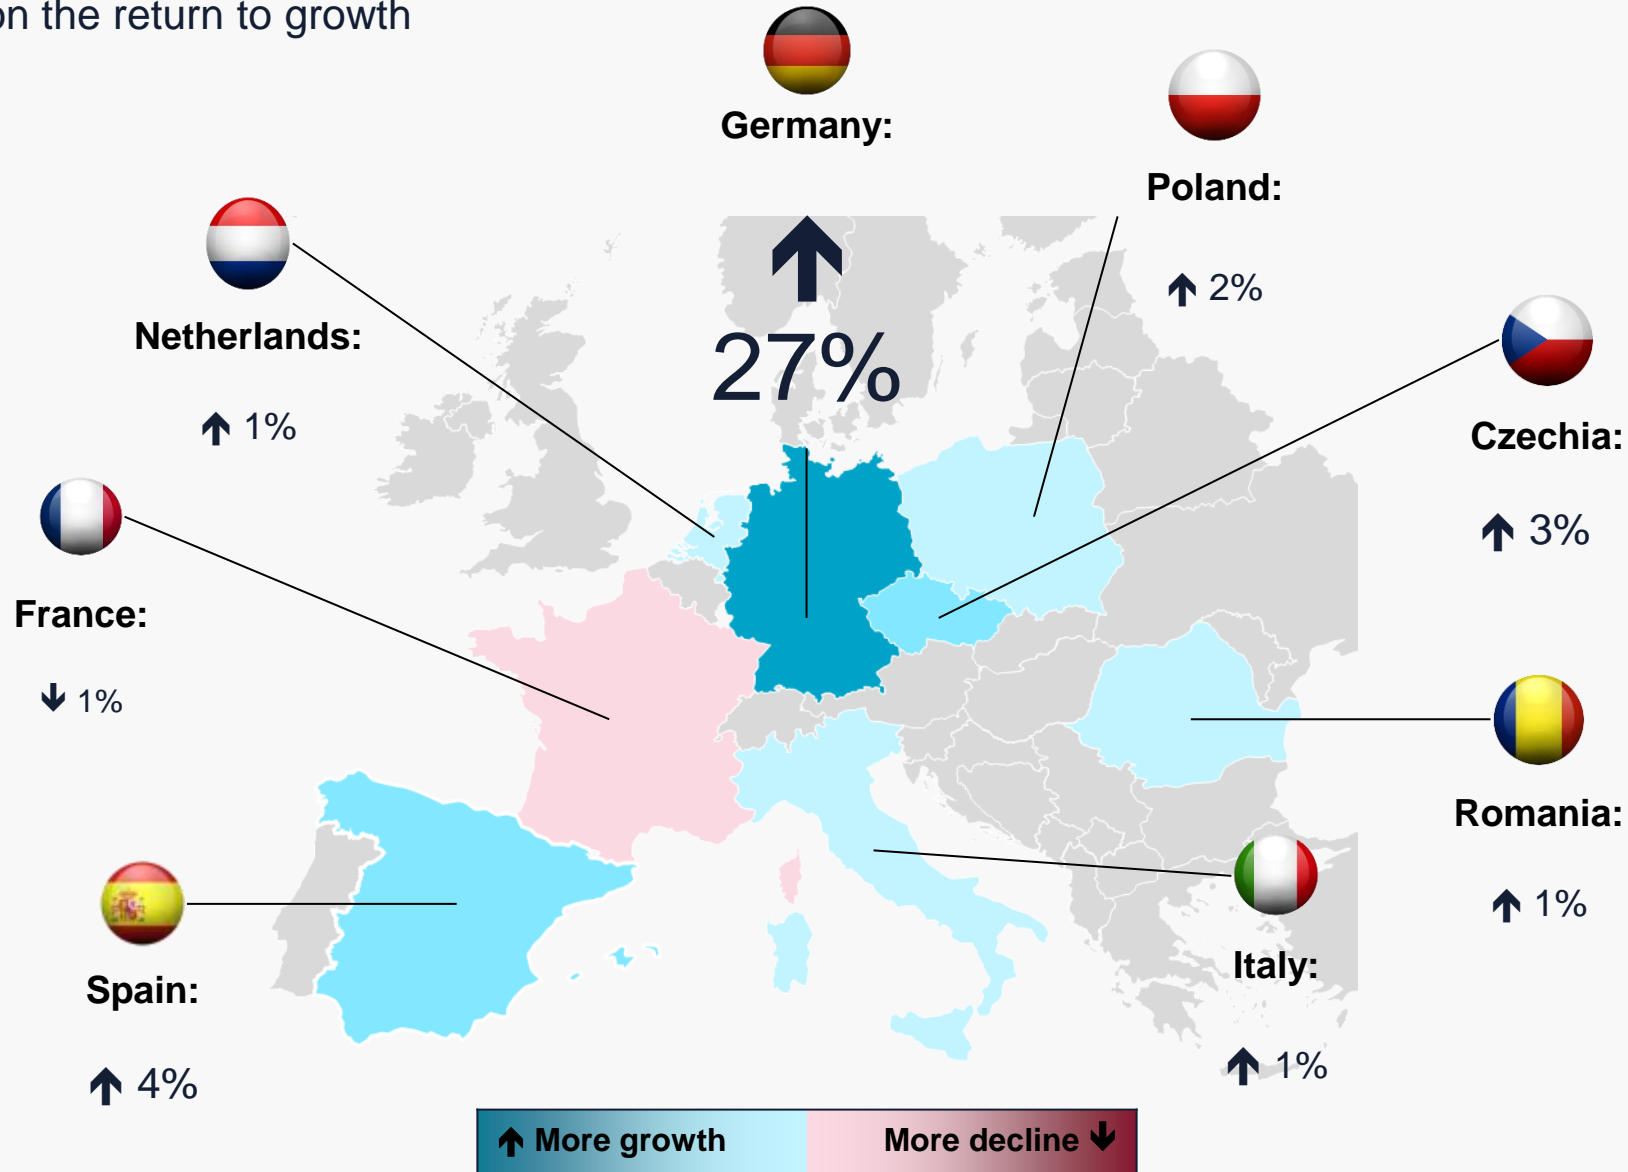 on the return to growth
Germany:
27%
Poland:
2%
Netherlands:
1%
Czechia:
3%
France:
1%
Romania:
1%
Spain:
4%
Italy:
1%
More growth
More decline